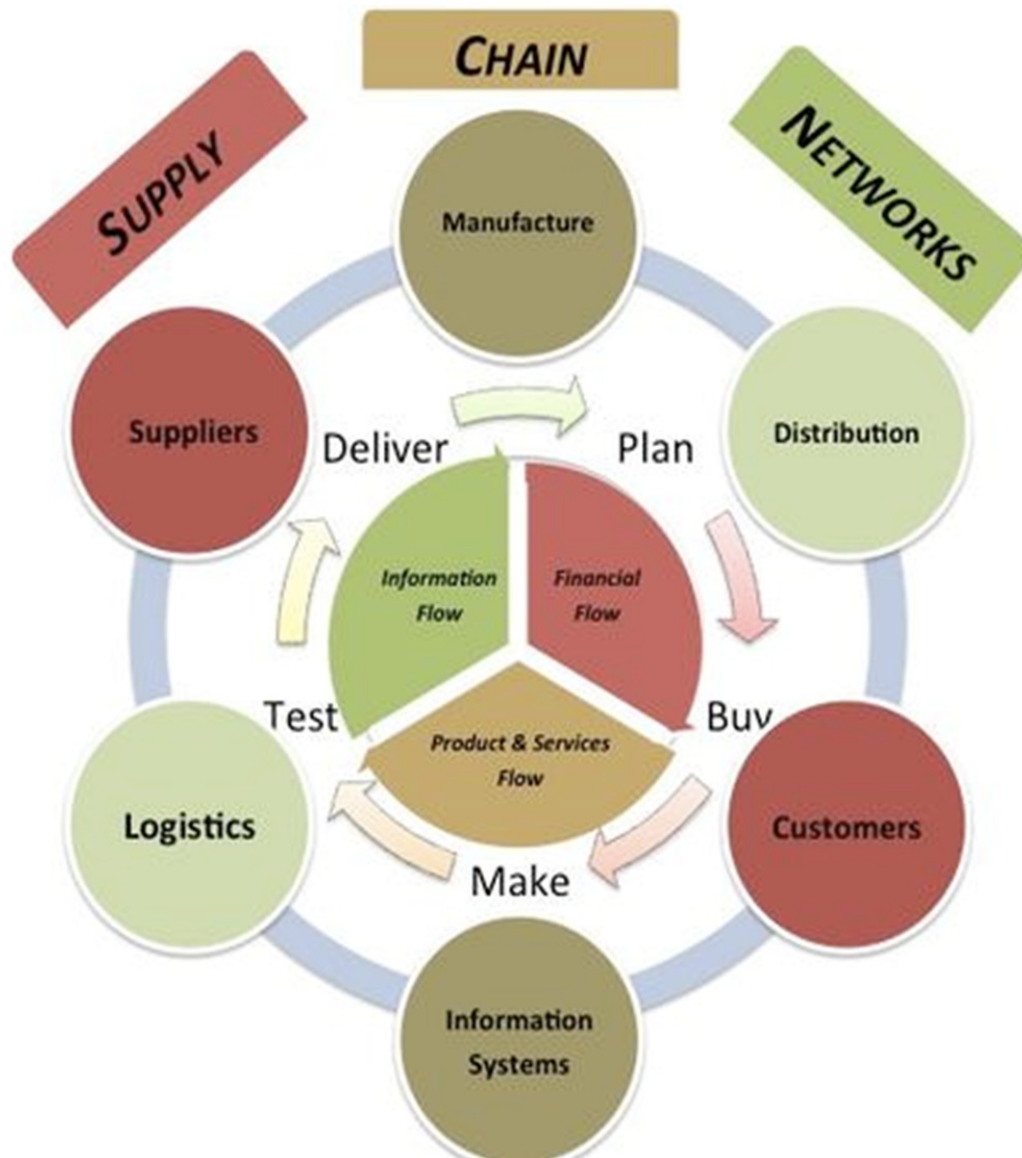 SUPPLY
CHAIN
NETWORKS
Manufacture
Suppliers
Distribution
Deliver
Plan
Information
Flow
Financial
Flow
Test
Buy
Product & Services
Flow
Logistics
Customers
Make
Information
Systems